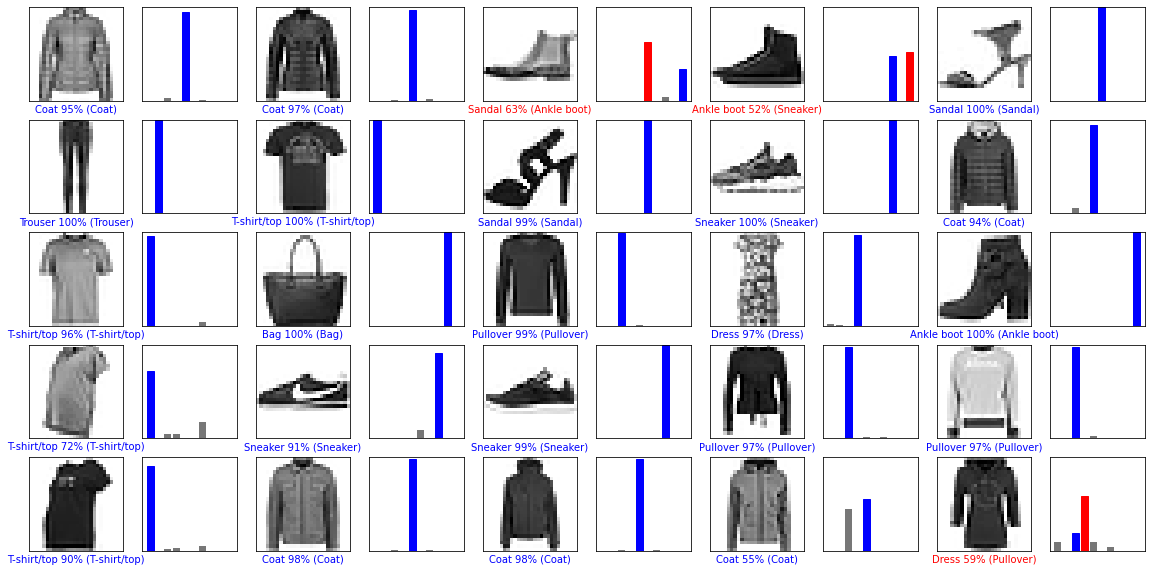 Coat 95% (Coat)
Coat 97% (Coat)
Sandal 63% (Ankle boot)
Ankle boot 52% (Sneaker)
Sandal 100% (Sandal)
Trouser 100% (Trouser)
T-shirt/top 100% (T-shirt/top)
Sandal 99% (Sandal)
Sneaker 100% (Sneaker)
Coat 94% (Coat)
T-shirt/top 96% (T-shirt/top)
Bag 100% (Bag)
Pullover 99% (Pullover)
Dress 97% (Dress)
Ankle boot 100% (Ankle boot)
T-shirt/top 72% (T-shirt/top)
Sneaker 91% (Sneaker)
Sneaker 99% (Sneaker)
Pullover 97% (Pullover)
Pullover 97% (Pullover)
T-shirt/top 90% (T-shirt/top)
Coat 98% (Coat)
Coat 98% (Coat)
Coat 55% (Coat)
Dress 59% (Pullover)